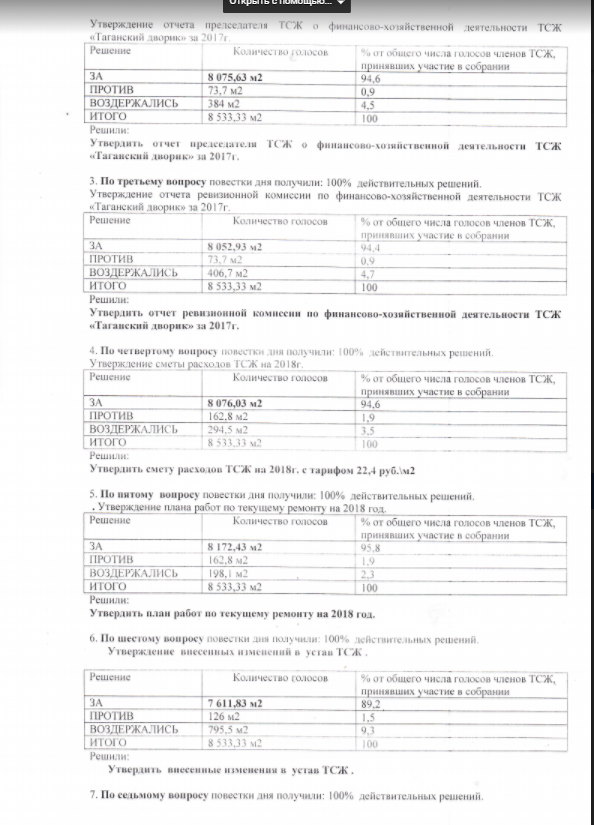 Открыть с помощью...
Утверждение отчета председателя ТСЖ о финансово-хозяйственной деятельности ТСЖ
«Таганский дворик» за 2017г.
Решение Количество голосов % от общего числа голосов членов ТСЖ,
принявших участие в собрании
ЗА 8 075,63 м2 94,6
ПРОТИВ 73,7 м2 0,9
ВОЗДЕРЖАЛИСЬ 384 м2 4,5
ИТОГО 8 533,33 м2 100
Решили:
Утвердить отчет председателя ТСЖ о финансово-хозяйственной деятельности ТСЖ
«Таганский дворик» за 2017г.
3. По третьему вопросу повестки дня получили: 100% действительных решений.
Утверждение отчета ревизионной комиссии по финансово-хозяйственной деятельности ТСЖ
«Таганский дворик» за 2017г.
Решение Количество голосов % от общего числа голосов членов ТСЖ,
принявших участие в собрании
ЗА 8 052,93 м2 94,4
ПРОТИВ 73,7 м2 0,9
ВОЗДЕРЖАЛИСЬ 406,7 м2 4,7
ИТОГО 8 533,33 м2 100
Решили:
Утвердить отчет ревизионной комиссии по финансово-хозяйственной деятельности ТСЖ
«Таганский дворик» за 2017г.
4. По четвертому вопросу повестки дня получили: 100% действительных решений.
Утверждение сметы расходов ТСЖ на 2018г.
Решение Количество голосов % от общего числа голосов членов ТСЖ,
принявших участие в собрании
ЗА 8 076,03 м2 94,6
ПРОТИВ 162,8 м2 1,9
ВОЗДЕРЖАЛИСЬ 294,5 м2 3,5
ИТОГО 8 533,33 м2 100
Решили:
Утвердить смету расходов ТСЖ на 2018г. с тарифом 22,4 руб.\м2
5. По пятому вопросу повестки дня получили: 100% действительных решений.
. Утверждение плана работ по текущему ремонту на 2018 год.
Решение Количество голосов % от общего числа голосов членов ТСЖ,
принявших участие в собрании
ЗА 8 172,43 м2 95,8
ПРОТИВ 162,8 м2 1,9
ВОЗДЕРЖАЛИСЬ 198,1 м2 2,3
ИТОГО 8 533,33 м2 100
Решили:
Утвердить план работ по текущему ремонту на 2018 год.
6. По шестому вопросу повестки дня получили: 100% действительных решений.
Утверждение внесенных изменений в устав ТСЖ .
Решение Количество голосов % от общего числа голосов членов ТСЖ,
принявших участие в собрании
ЗА 7 611,83 м2 89,2
ПРОТИВ 126 м2 1,5
ВОЗДЕРЖАЛИСЬ 795,5 м2 9,3
ИТОГО 8 533,33 м2 100
Решили:
Утвердить внесенные изменения в устав ТСЖ .
7. По седьмому вопросу повестки дня получили: 100% действительных решений.